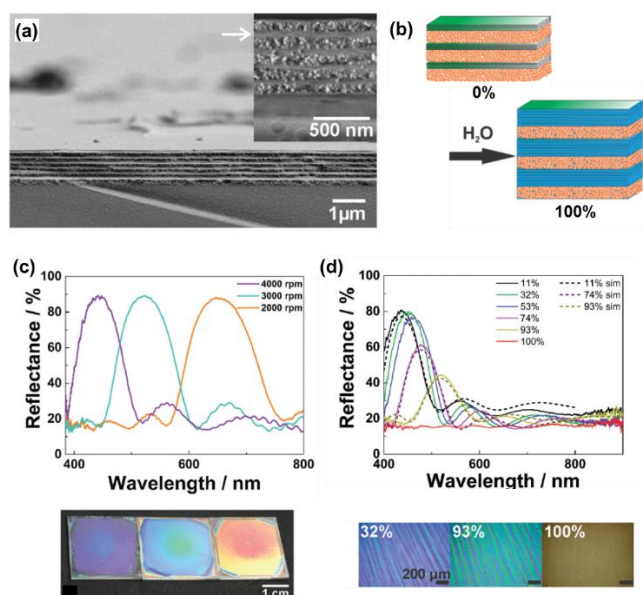 (a)
500 nm
1µm
(b)
0%
H₂O
100%
(c)
Reflectance / %
100
80
60
40
20
0
4000 rpm
3000 rpm
2000 rpm
400
600
800
Wavelength / nm
1 cm
(d)
Reflectance / %
100
80
60
40
20
0
11%
32%
53%
74%
93%
100%
11% sim
74% sim
93% sim
400
500
600
700
800
Wavelength / nm
32%
93%
100%
200 µm